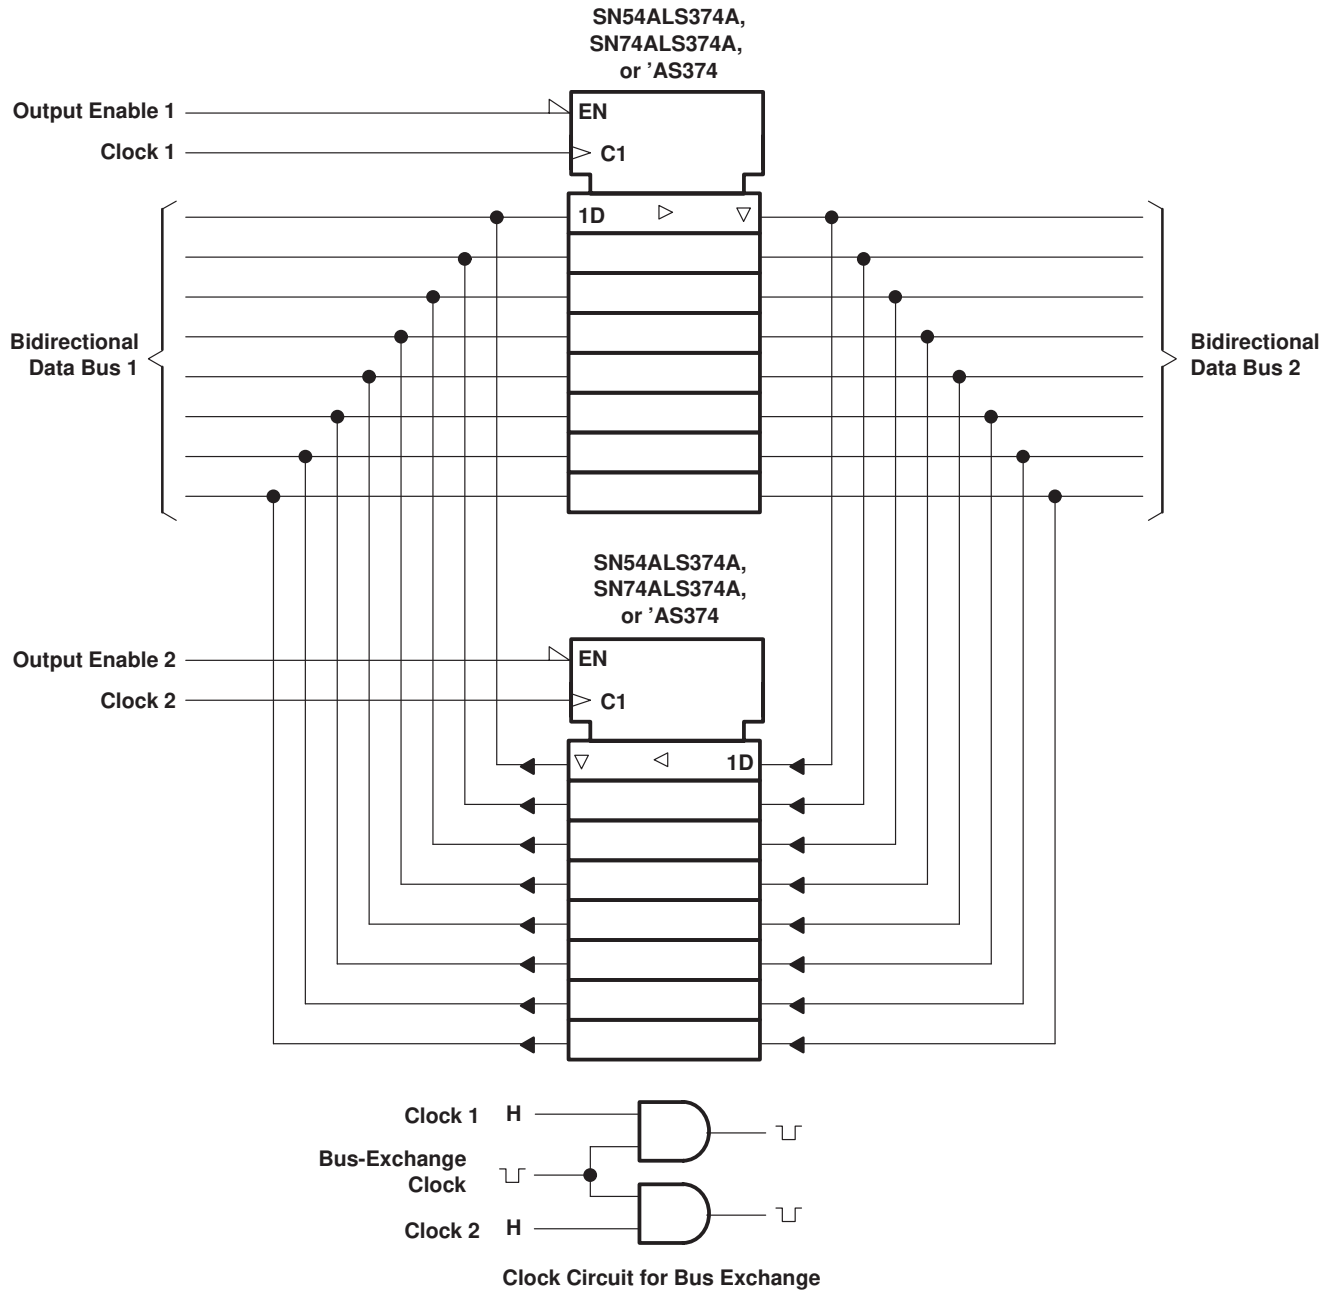 SN54ALS374A,
SN74ALS374A,
or ’AS374
Output Enable 1
EN
Clock 1
C1
1D
Bidirectional
Data Bus 1
Bidirectional
Data Bus 2
SN54ALS374A,
SN74ALS374A,
or ’AS374
Output Enable 2
EN
Clock 2
C1
1D
Clock 1 H
Bus-Exchange
Clock
Clock 2 H
Clock Circuit for Bus Exchange